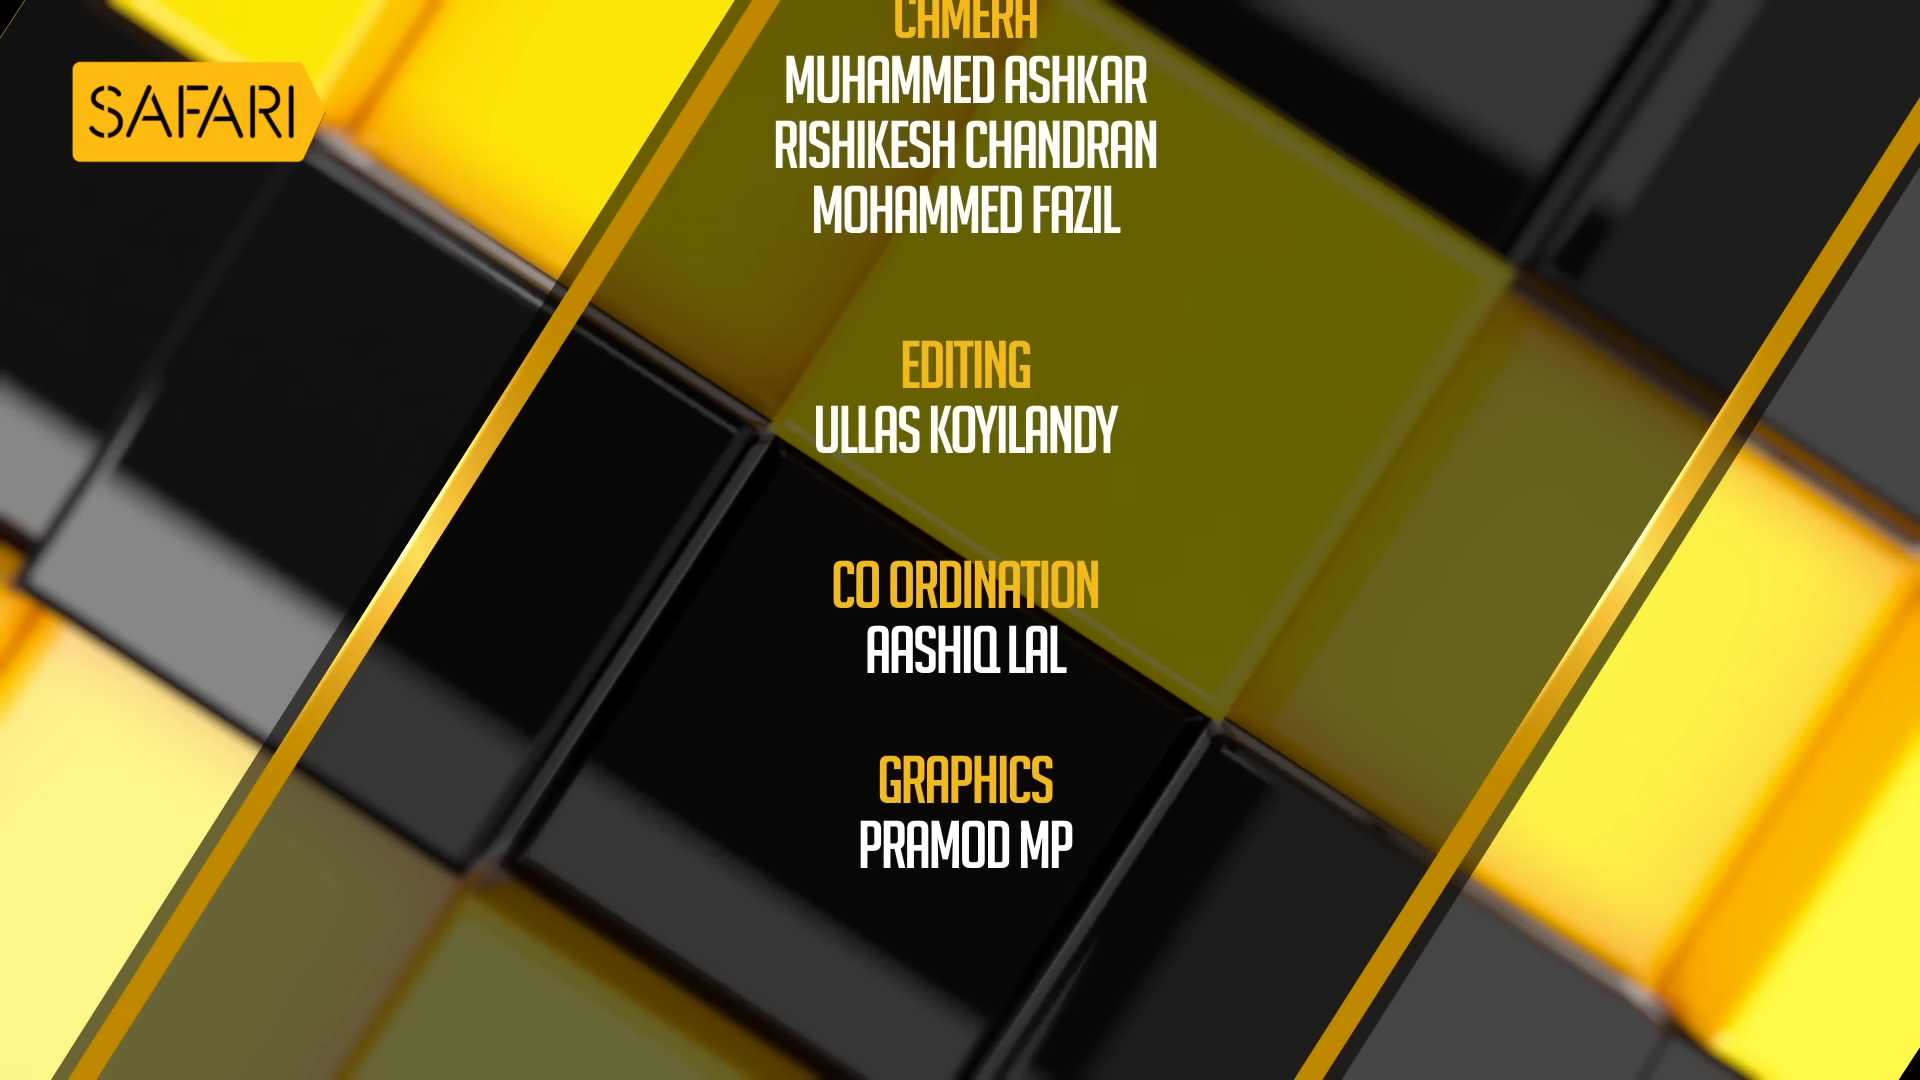 CAMERA
SAFARI
MUHAMMED ASHKAR
RISHIKESH CHANDRAN
MOHAMMED FAZIL
EDITING
ULLAS KOYILANDY
CO ORDINATION
AASHIQ LAL
GRAPHICS
PRAMOD MP